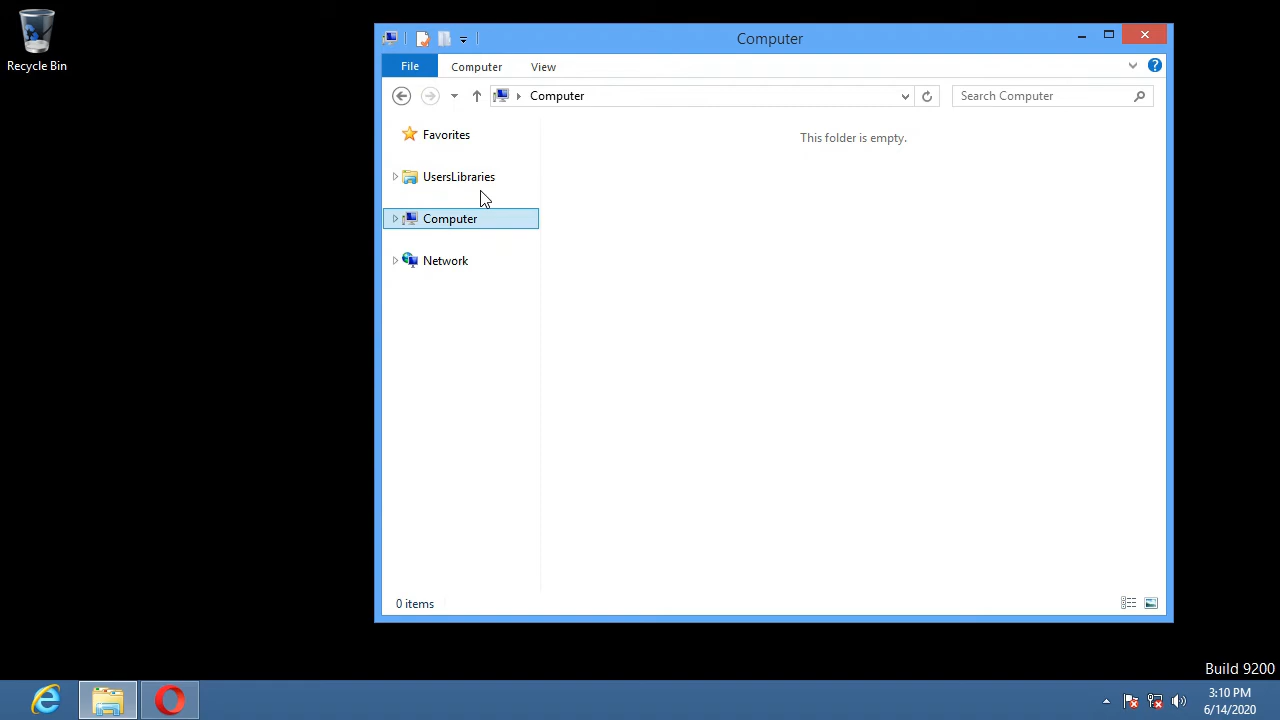 Recycle Bin
Computer
File
Computer
View
Computer
Search Computer
Favorites
UsersLibraries
Computer
Network
This folder is empty.
0 items
Build 9200
3:10 PM
6/14/2020